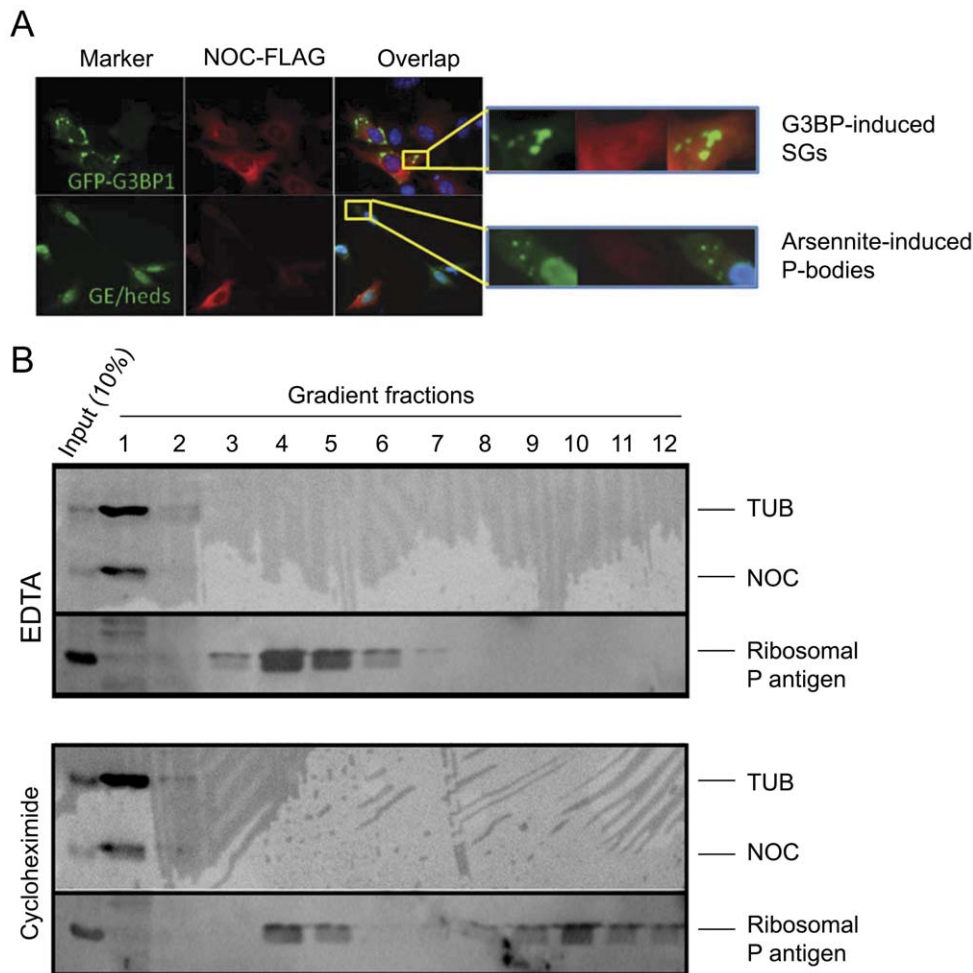 A
Marker NOC-FLAG Overlap
GFP-G3BP1
G3BP-induced
SGs
GE/heds
Arsennite-induced
P-bodies
B
Input (10%)
Gradient fractions
1 2 3 4 5 6 7 8 9 10 11 12
EDTA
TUB
NOC
Ribosomal
P antigen
Cycloheximide
TUB
NOC
Ribosomal
P antigen